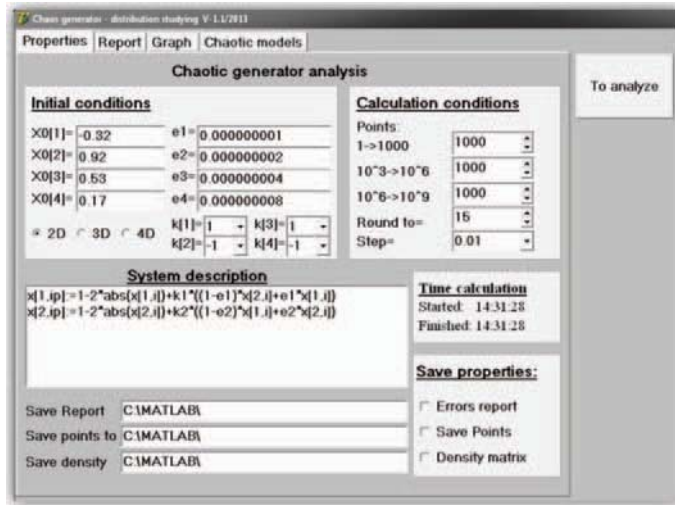 Chaos generator - distribution studying V-1.1/2011
Properties Report Graph Chaotic models
Chaotic generator analysis
To analyze
Initial conditions
X0[1]= -0.32 e1= 0.000000001
X0[2]= 0.92 e2= 0.000000002
X0[3]= 0.53 e3= 0.000000004
X0[4]= 0.17 e4= 0.000000008
2D 3D 4D
k[1]= 1 k[3]= 1
k[2]= -1 k[4]= -1
Calculation conditions
Points:
1->1000 1000
10^3->10^6 1000
10^6->10^9 1000
Round to= 15
Step= 0.01
System description
x[1,ip]:=1-2*abs(x[1,i])+k1*((1-e1)*x[2,i]+e1*x[1,i])
x[2,ip]:=1-2*abs(x[2,i])+k2*((1-e2)*x[1,i]+e2*x[2,i])
Time calculation
Started: 14:31:28
Finished: 14:31:28
Save properties:
Errors report
Save Points
Density matrix
Save Report C:\MATLAB\
Save points to C:\MATLAB\
Save density C:\MATLAB\